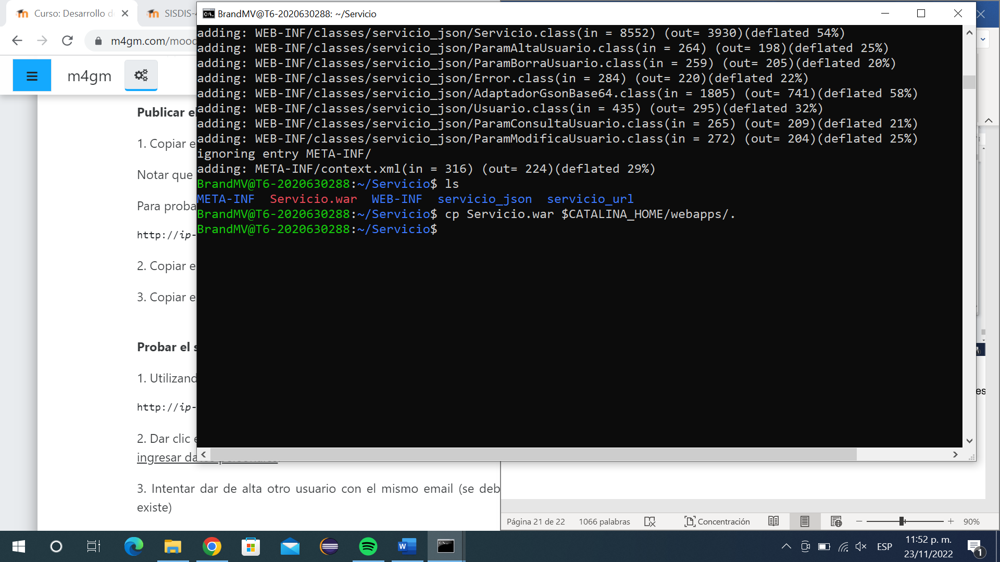 Curso: Desarrollo d
SISDIS-
BrandMV@T6-2020630288: ~/Servicio
m4gm.com/mood
m4gm
adding: WEB-INF/classes/servicio_json/Servicio.class(in = 8552) (out= 3930)(deflated 54%)
adding: WEB-INF/classes/servicio_json/ParamAltaUsuario.class(in = 264) (out= 198)(deflated 25%)
adding: WEB-INF/classes/servicio_json/ParamBorraUsuario.class(in = 259) (out= 205)(deflated 20%)
adding: WEB-INF/classes/servicio_json/Error.class(in = 284) (out= 220)(deflated 22%)
adding: WEB-INF/classes/servicio_json/AdaptadorGsonBase64.class(in = 1805) (out= 741)(deflated 58%)
adding: WEB-INF/classes/servicio_json/Usuario.class(in = 435) (out= 295)(deflated 32%)
adding: WEB-INF/classes/servicio_json/ParamConsultaUsuario.class(in = 265) (out= 209)(deflated 21%)
adding: WEB-INF/classes/servicio_json/ParamModificaUsuario.class(in = 272) (out= 204)(deflated 25%)
ignoring entry META-INF/
adding: META-INF/context.xml(in = 316) (out= 224)(deflated 29%)
BrandMV@T6-2020630288:~/Servicio$ ls
META-INF  Servicio.war  WEB-INF  servicio_json  servicio_url
BrandMV@T6-2020630288:~/Servicio$ cp Servicio.war $CATALINA_HOME/webapps/.
BrandMV@T6-2020630288:~/Servicio$
Publicar el
1. Copiar e
Notar que
Para proba
http://ip-
2. Copiar e
3. Copiar e
Probar el s
1. Utilizand
http://ip-
2. Dar clic e
ingresar datos personales.
3. Intentar dar de alta otro usuario con el mismo email (se deb
existe)
es
Página 21 de 22
1066 palabras
Concentración
90%
ESP
11:52 p. m.
23/11/2022
1